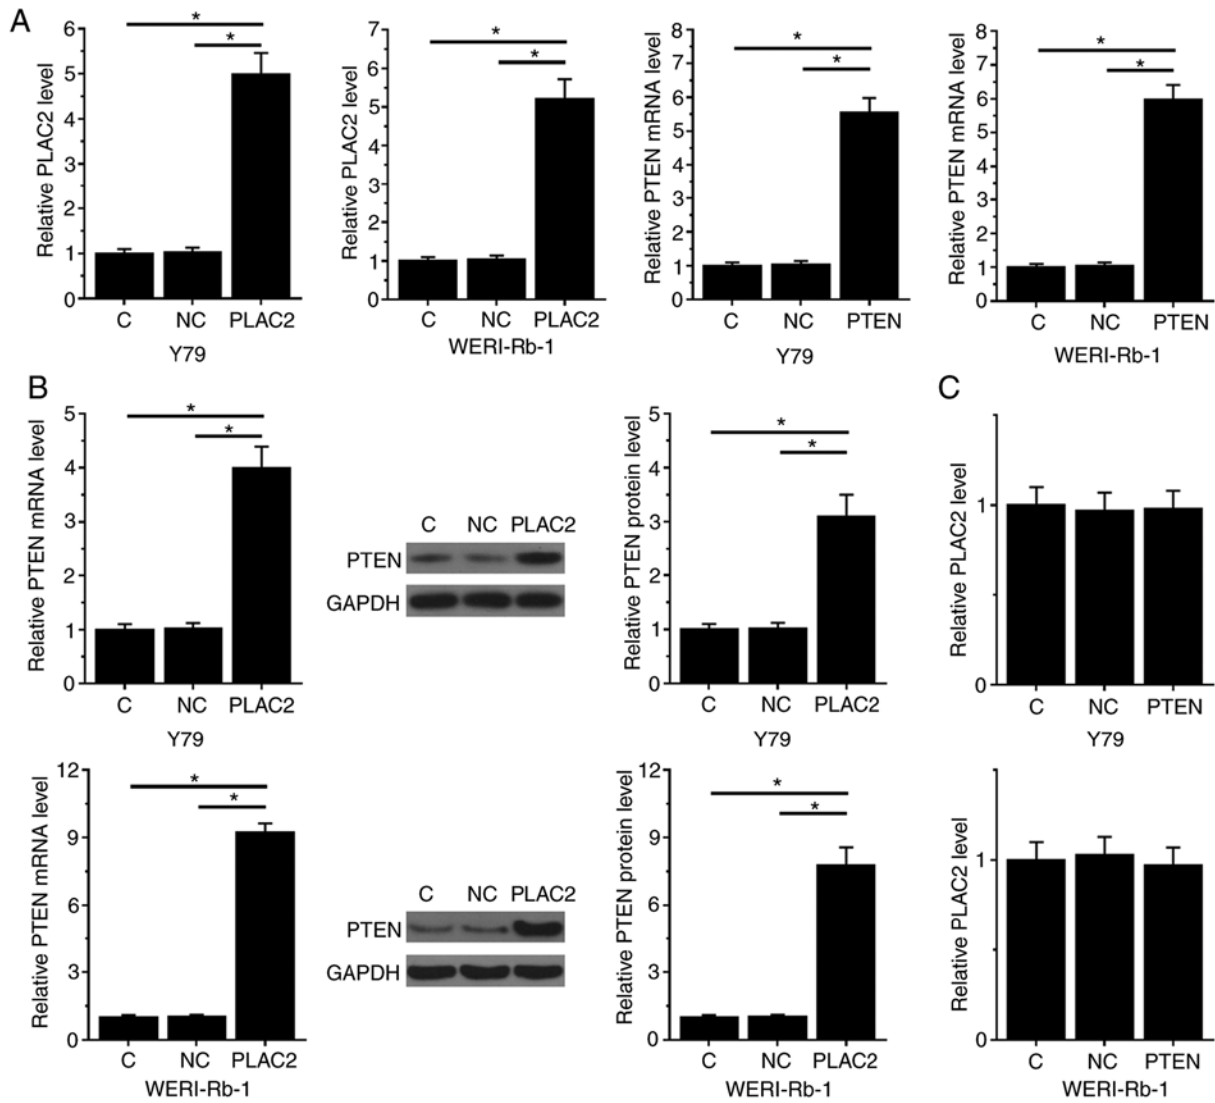 A
Relative PLAC2 level
6
5
4
3
2
1
0
*
*
C NC PLAC2
Y79
Relative PLAC2 level
7
6
5
4
3
2
1
0
*
*
C NC PLAC2
WERI-Rb-1
Relative PTEN mRNA level
8
7
6
5
4
3
2
1
0
*
*
C NC PTEN
Y79
Relative PTEN mRNA level
8
7
6
5
4
3
2
1
0
*
*
C NC PTEN
WERI-Rb-1
B
Relative PTEN mRNA level
5
4
3
2
1
0
*
*
C NC PLAC2
Y79
C NC PLAC2
PTEN
GAPDH
Relative PTEN protein level
5
4
3
2
1
0
*
*
C NC PLAC2
Y79
C
Relative PLAC2 level
1
1
C NC PTEN
Y79
Relative PTEN mRNA level
12
9
6
3
0
*
*
C NC PLAC2
WERI-Rb-1
C NC PLAC2
PTEN
GAPDH
Relative PTEN protein level
12
9
6
3
0
*
*
C NC PLAC2
WERI-Rb-1
Relative PLAC2 level
1
1
C NC PTEN
WERI-Rb-1